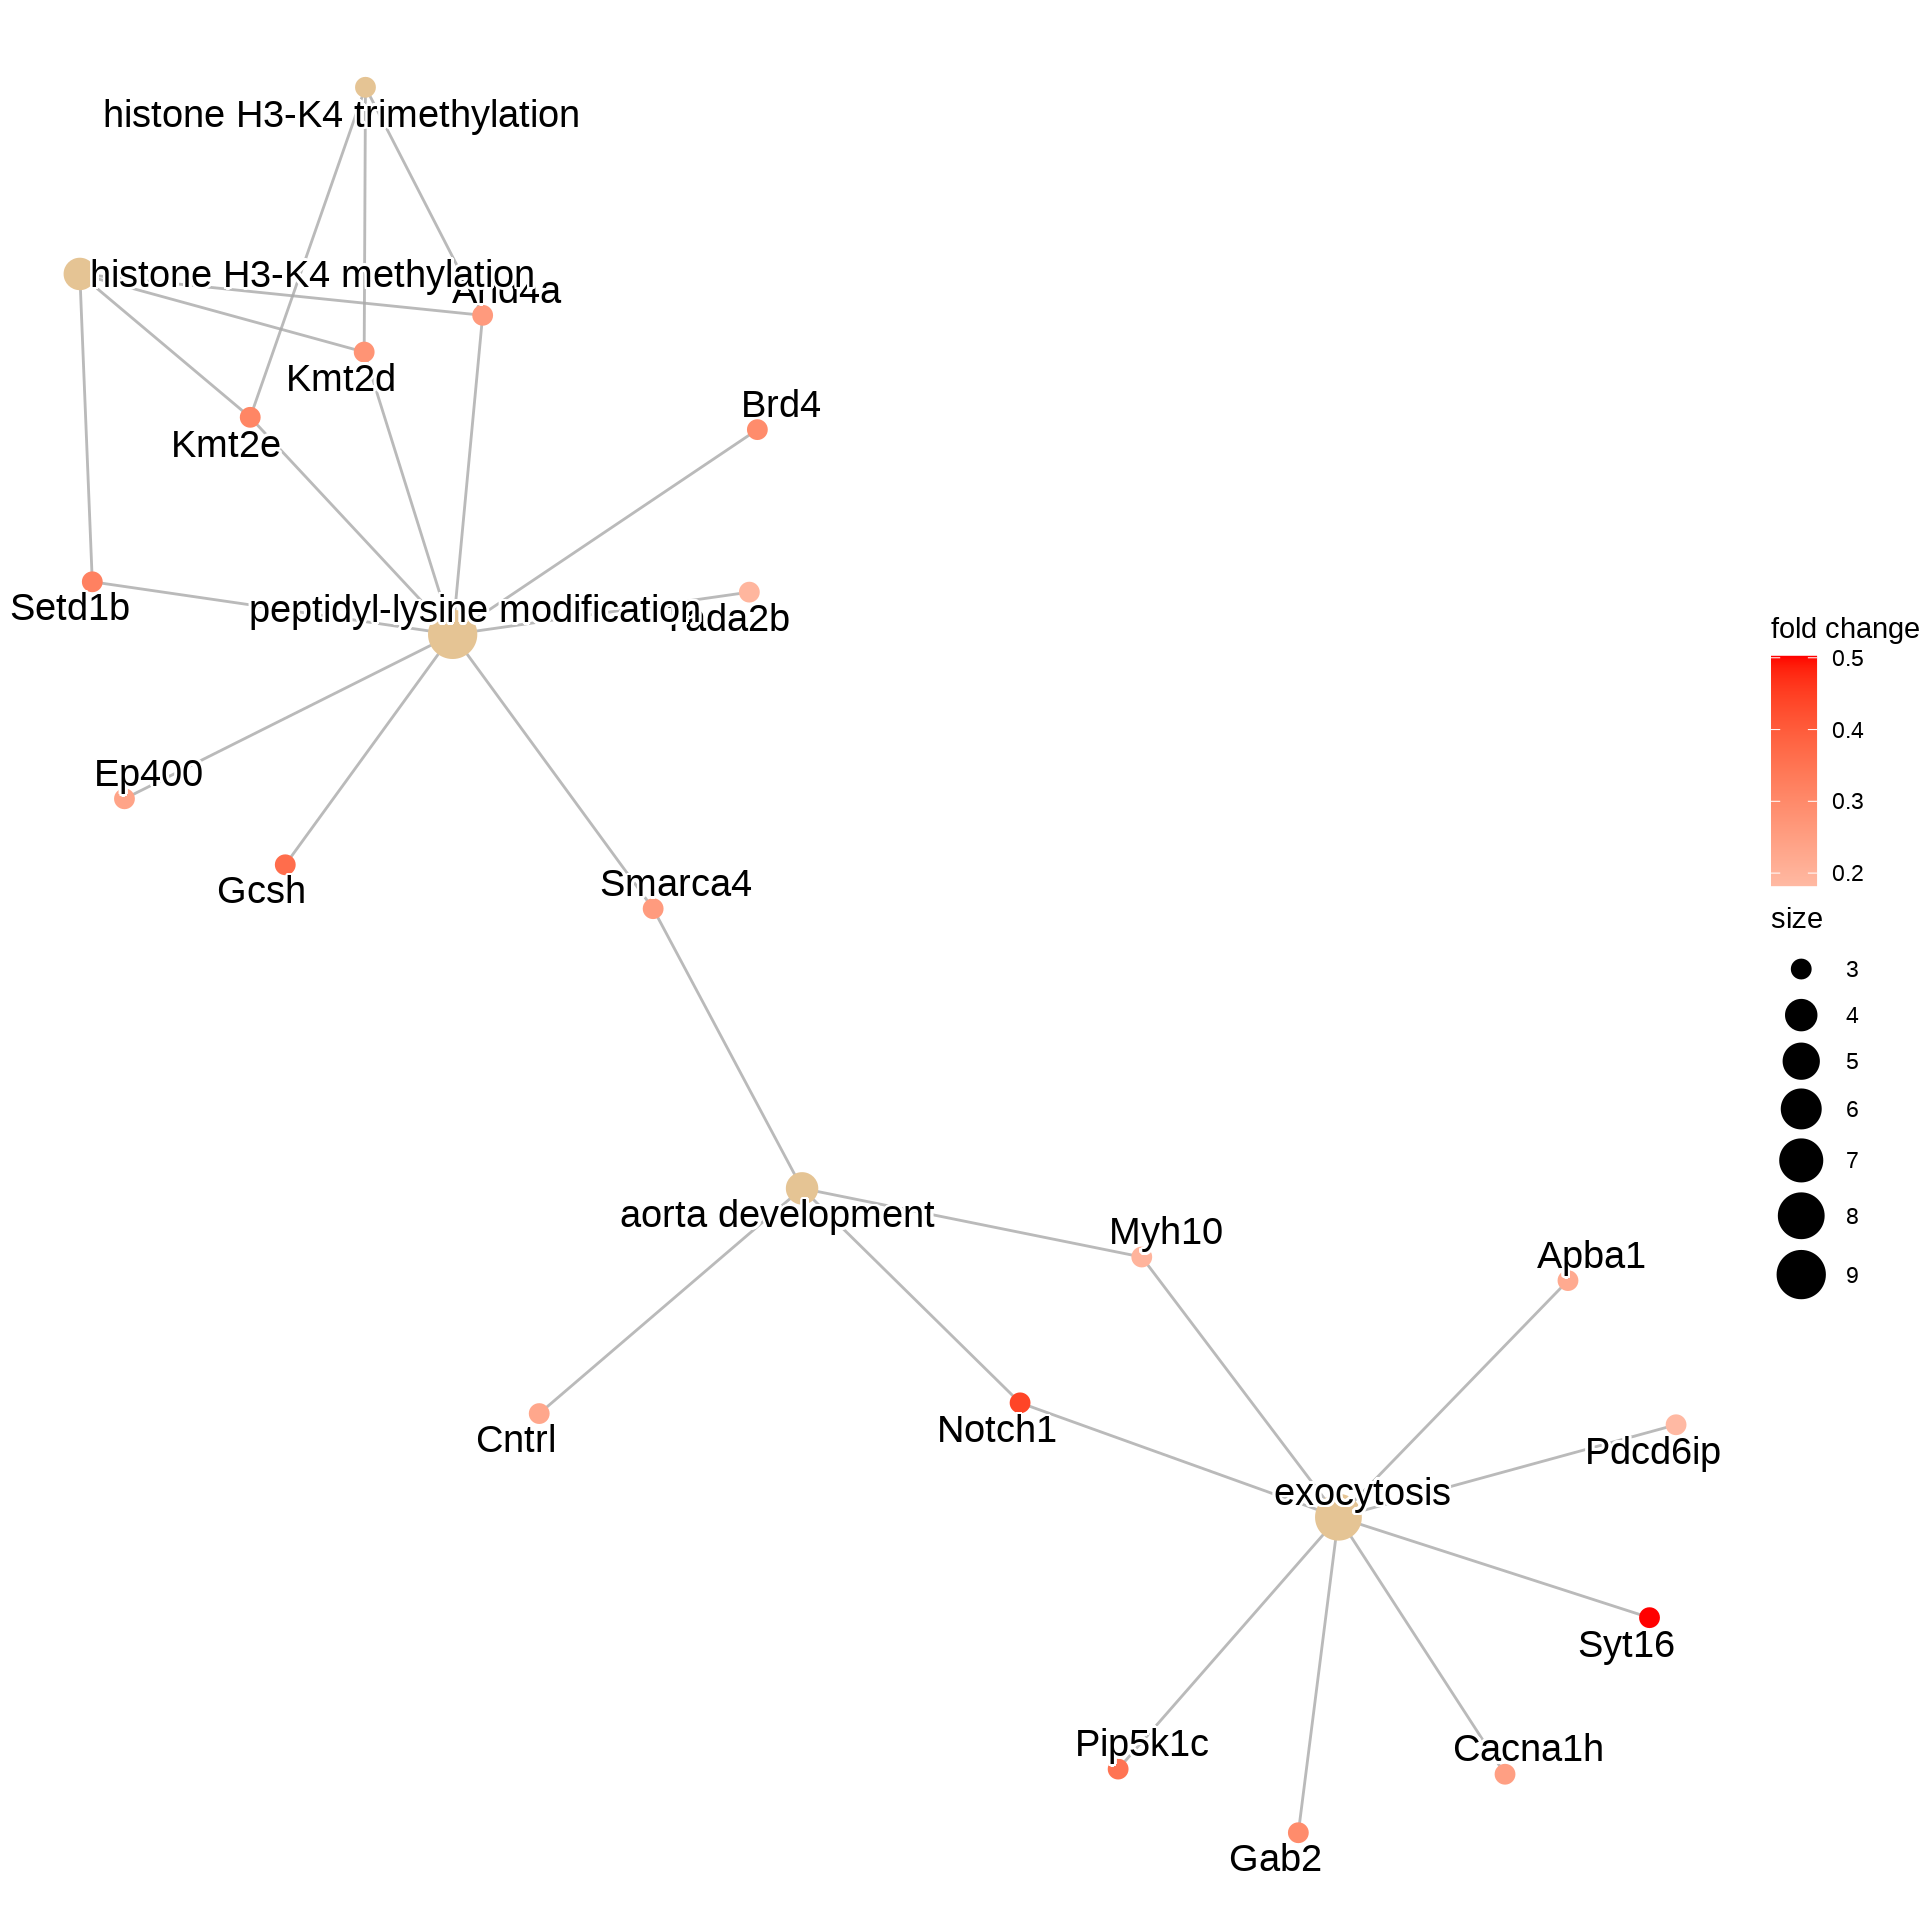 histone H3-K4 trimethylation
histone H3-K4 methylation
Kmt2d
Brd4
Kmt2e
Setd1b
peptidyl-lysine modification
Tada2b
fold change
0.5
0.4
0.3
0.2
Ep400
Gcsh
Smarca4
size
3
4
5
6
7
8
9
aorta development
Myh10
Apba1
Cntrl
Notch1
Pdcd6ip
exocytosis
Syt16
Pip5k1c
Cacna1h
Gab2